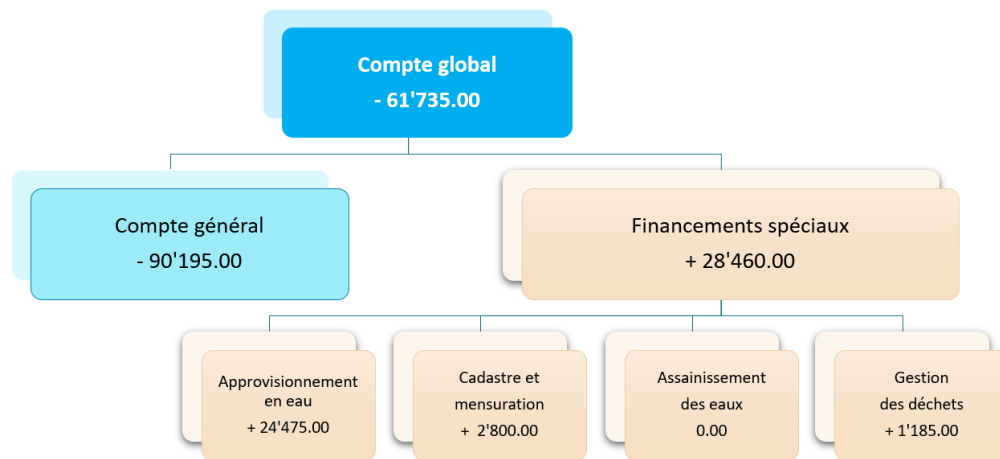 Compte global
- 61'735.00
Compte général
- 90'195.00
Financements spéciaux
+ 28'460.00
Approvisionnement
en eau
+ 24'475.00
Cadastre et
mensuration
+ 2'800.00
Assainissement
des eaux
0.00
Gestion
des déchets
+ 1'185.00